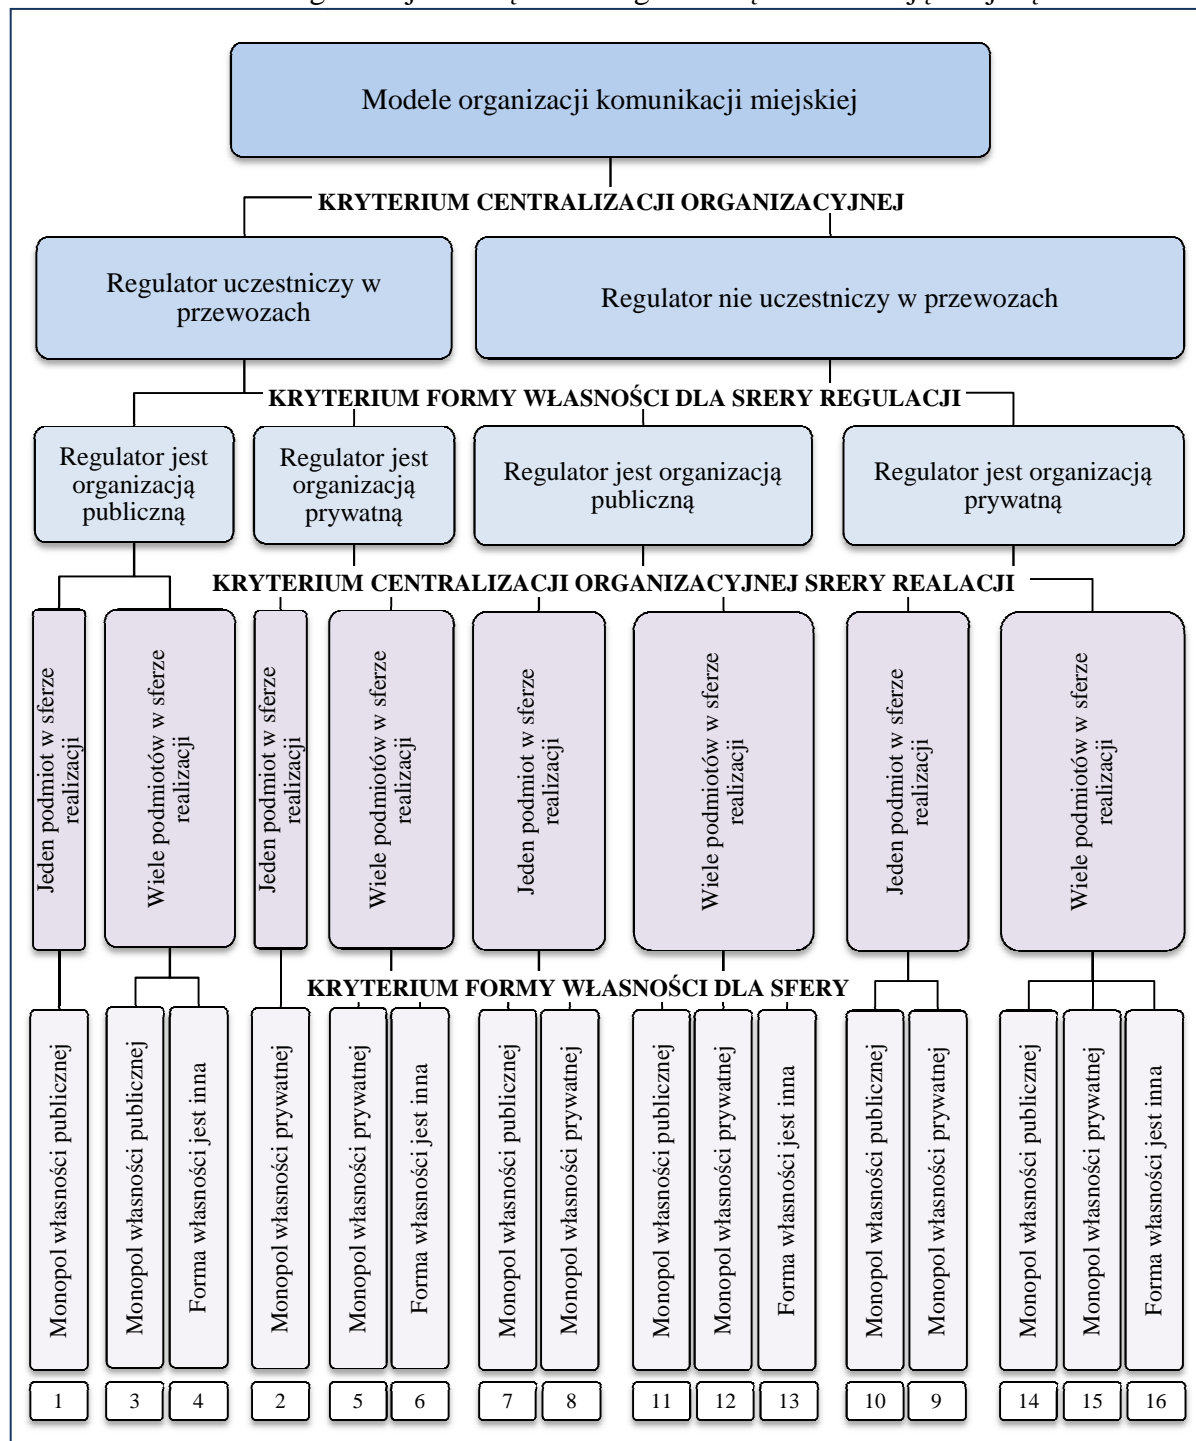 Modele organizacji komunikacji miejskiej
KRYTERIUM CENTRALIZACJI ORGANIZACYJNEJ
Regulator uczestniczy w
przewozach
Regulator nie uczestniczy w przewozach
KRYTERIUM FORMY WŁASNOŚCI DLA SRERY REGULACJI
Regulator jest
organizacją
publiczną
Regulator jest
organizacją
prywatną
Regulator jest organizacją
publiczną
Regulator jest organizacją
prywatną
KRYTERIUM CENTRALIZACJI ORGANIZACYJNEJ SRERY REALACJI
Jeden podmiot w sferze
realizacji
Wiele podmiotów w sferze
realizacji
Jeden podmiot w sferze
realizacji
Wiele podmiotów w sferze
realizacji
Jeden podmiot w sferze
realizacji
Wiele podmiotów w sferze
realizacji
Jeden podmiot w sferze
realizacji
Wiele podmiotów w sferze
realizacji
KRYTERIUM FORMY WŁASNOŚCI DLA SFERY
Monopol własności publicznej
Monopol własności publicznej
Forma własności jest inna
Monopol własności prywatnej
Monopol własności prywatnej
Forma własności jest inna
Monopol własności publicznej
Monopol własności prywatnej
Monopol własności publicznej
Monopol własności prywatnej
Forma własności jest inna
Monopol własności publicznej
Monopol własności prywatnej
Monopol własności publicznej
Monopol własności prywatnej
Forma własności jest inna
1
3
4
2
5
6
7
8
11
12
13
10
9
14
15
16